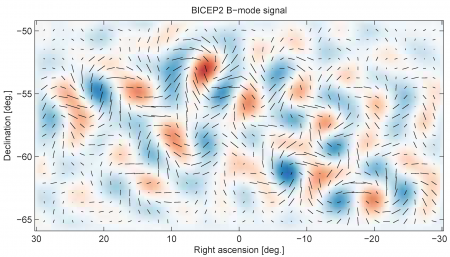 BICEP2 B-mode signal
−50
−55
−60
−65
Declination [deg.]
30 20 10 0 −10 −20 −30
Right ascension [deg.]